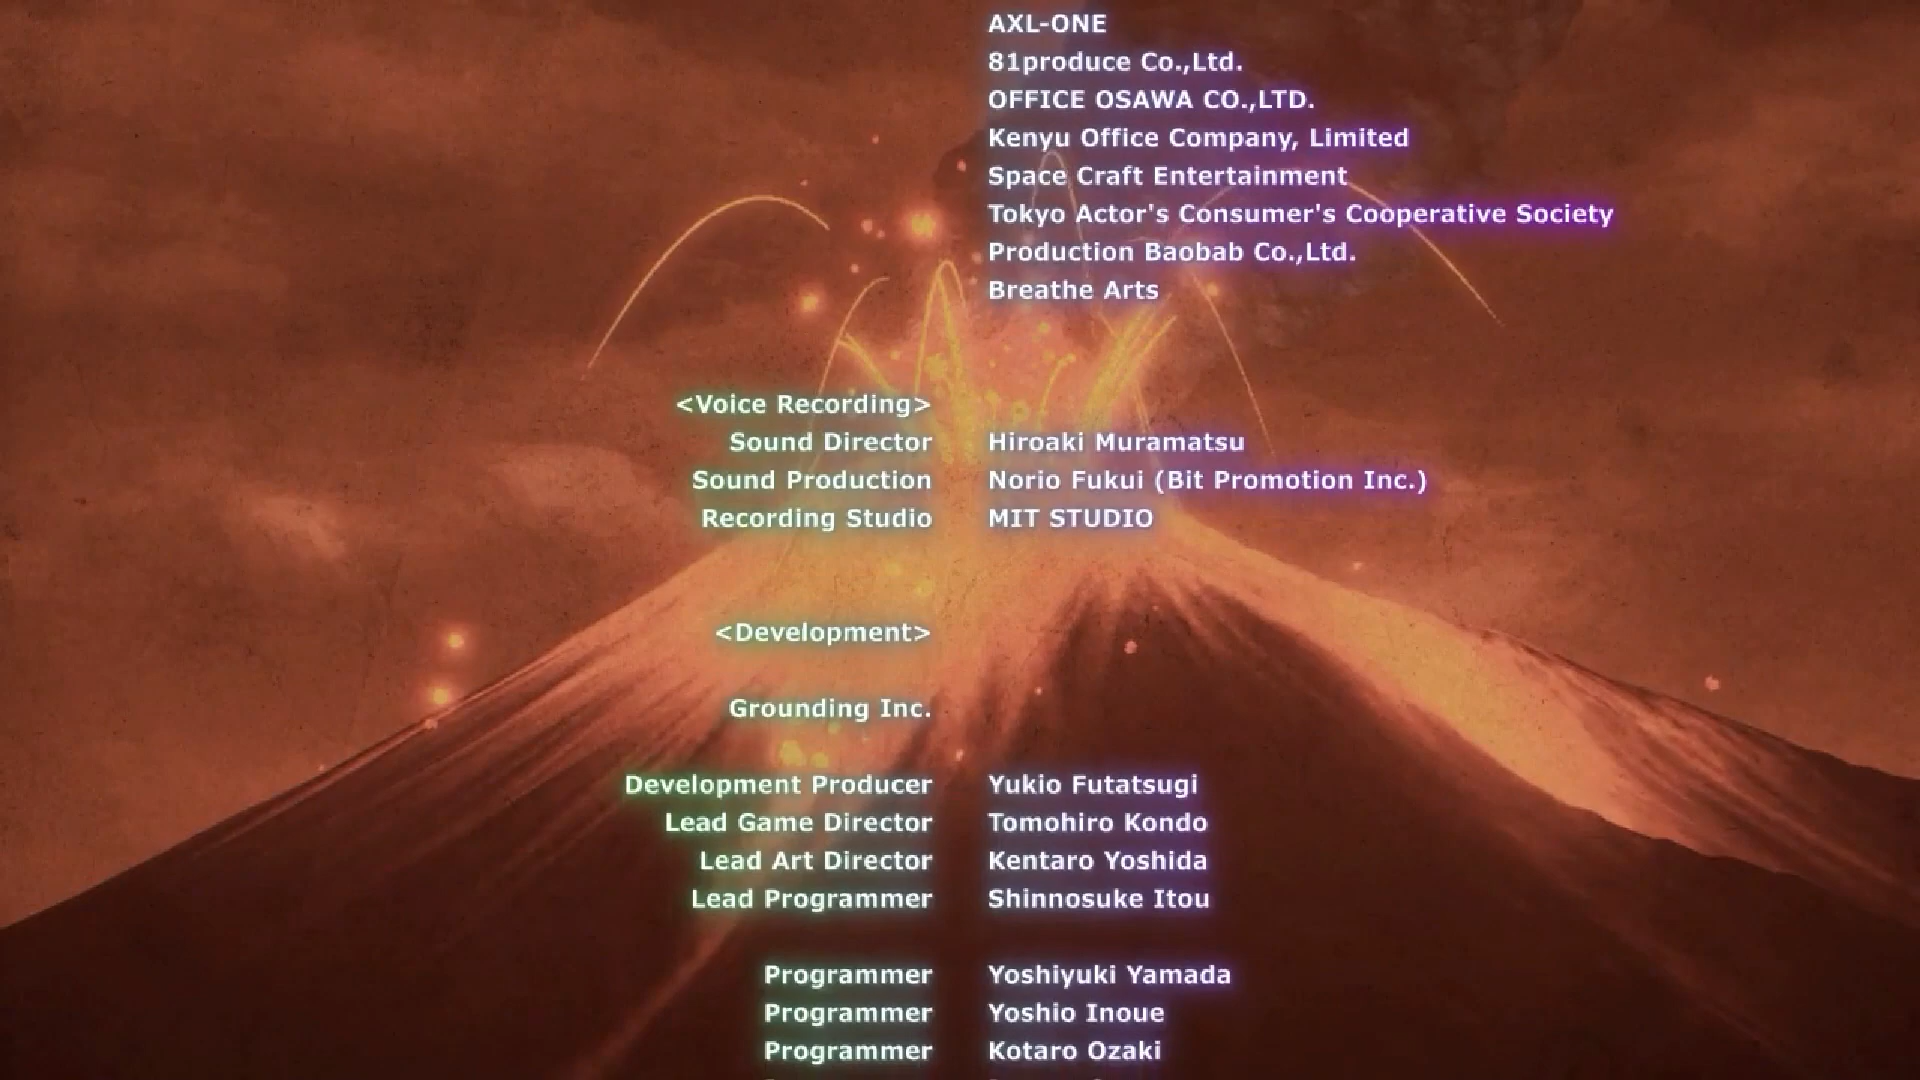 AXL-ONE
81produce Co.,Ltd.
OFFICE OSAWA CO.,LTD.
Kenyu Office Company, Limited
Space Craft Entertainment
Tokyo Actor's Consumer's Cooperative Society
Production Baobab Co.,Ltd.
Breathe Arts
<Voice Recording>
Sound Director Hiroaki Muramatsu
Sound Production Norio Fukui (Bit Promotion Inc.)
Recording Studio MIT STUDIO
<Development>
Grounding Inc.
Development Producer Yukio Futatsugi
Lead Game Director Tomohiro Kondo
Lead Art Director Kentaro Yoshida
Lead Programmer Shinnosuke Itou
Programmer Yoshiyuki Yamada
Programmer Yoshio Inoue
Programmer Kotaro Ozaki